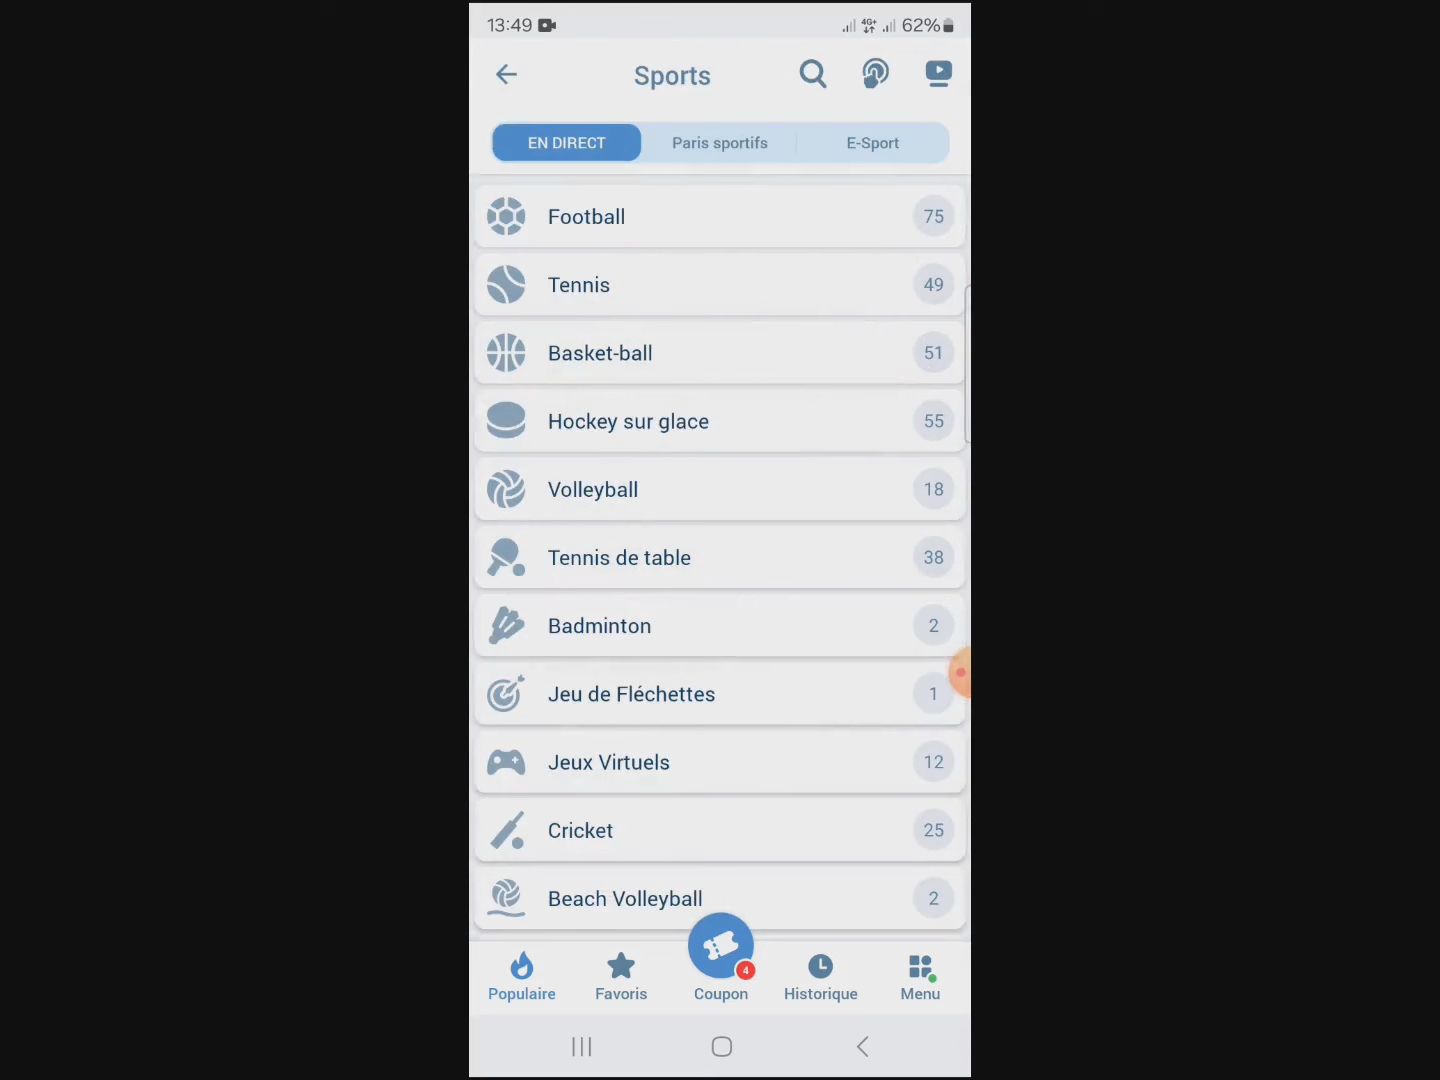 13:49 4G+ 62%
Sports
EN DIRECT Paris sportifs E-Sport
Football 75
Tennis 49
Basket-ball 51
Hockey sur glace 55
Volleyball 18
Tennis de table 38
Badminton 2
Jeu de Fléchettes 1
Jeux Virtuels 12
Cricket 25
Beach Volleyball 2
4
Populaire Favoris Coupon Historique Menu